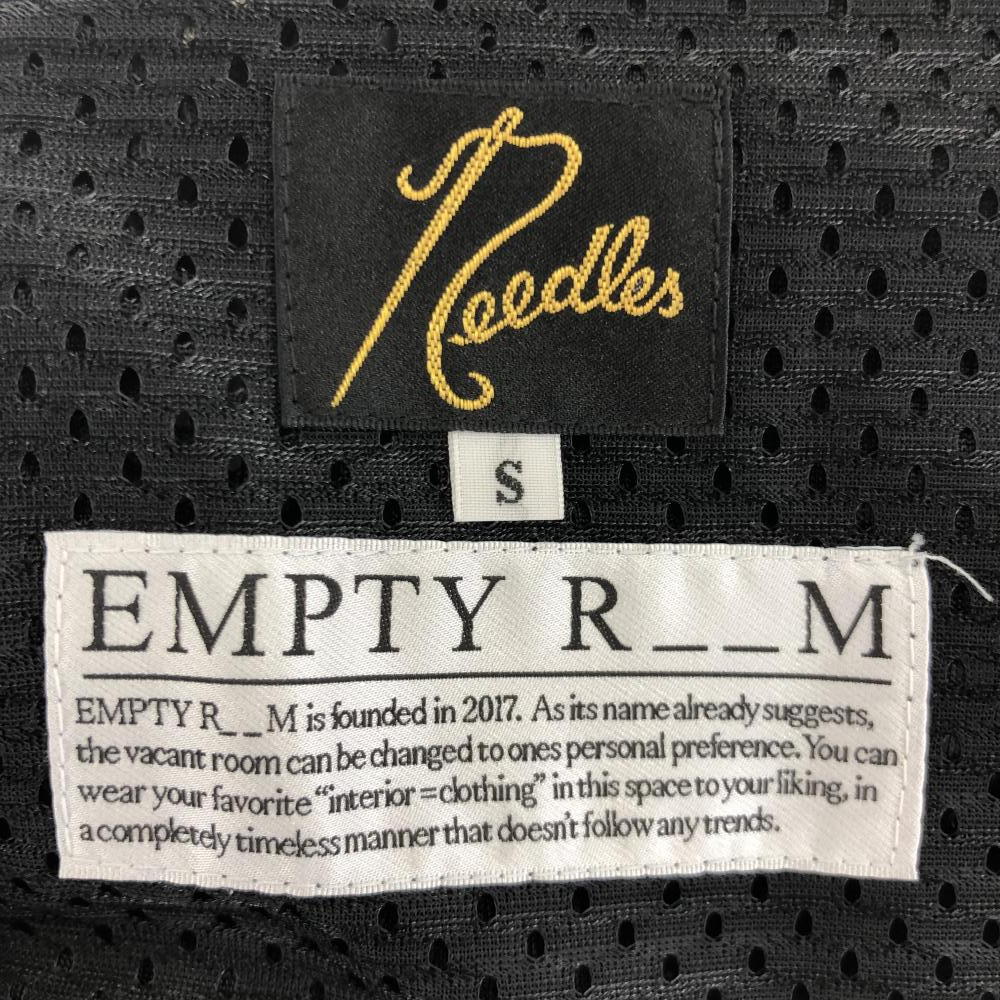 Needles
S
EMPTY R__M
EMPTY R__M is founded in 2017. As its name already suggests,
the vacant room can be changed to ones personal preference. You can
wear your favorite “interior=clothing” in this space to your liking, in
a completely timeless manner that doesn't follow any trends.